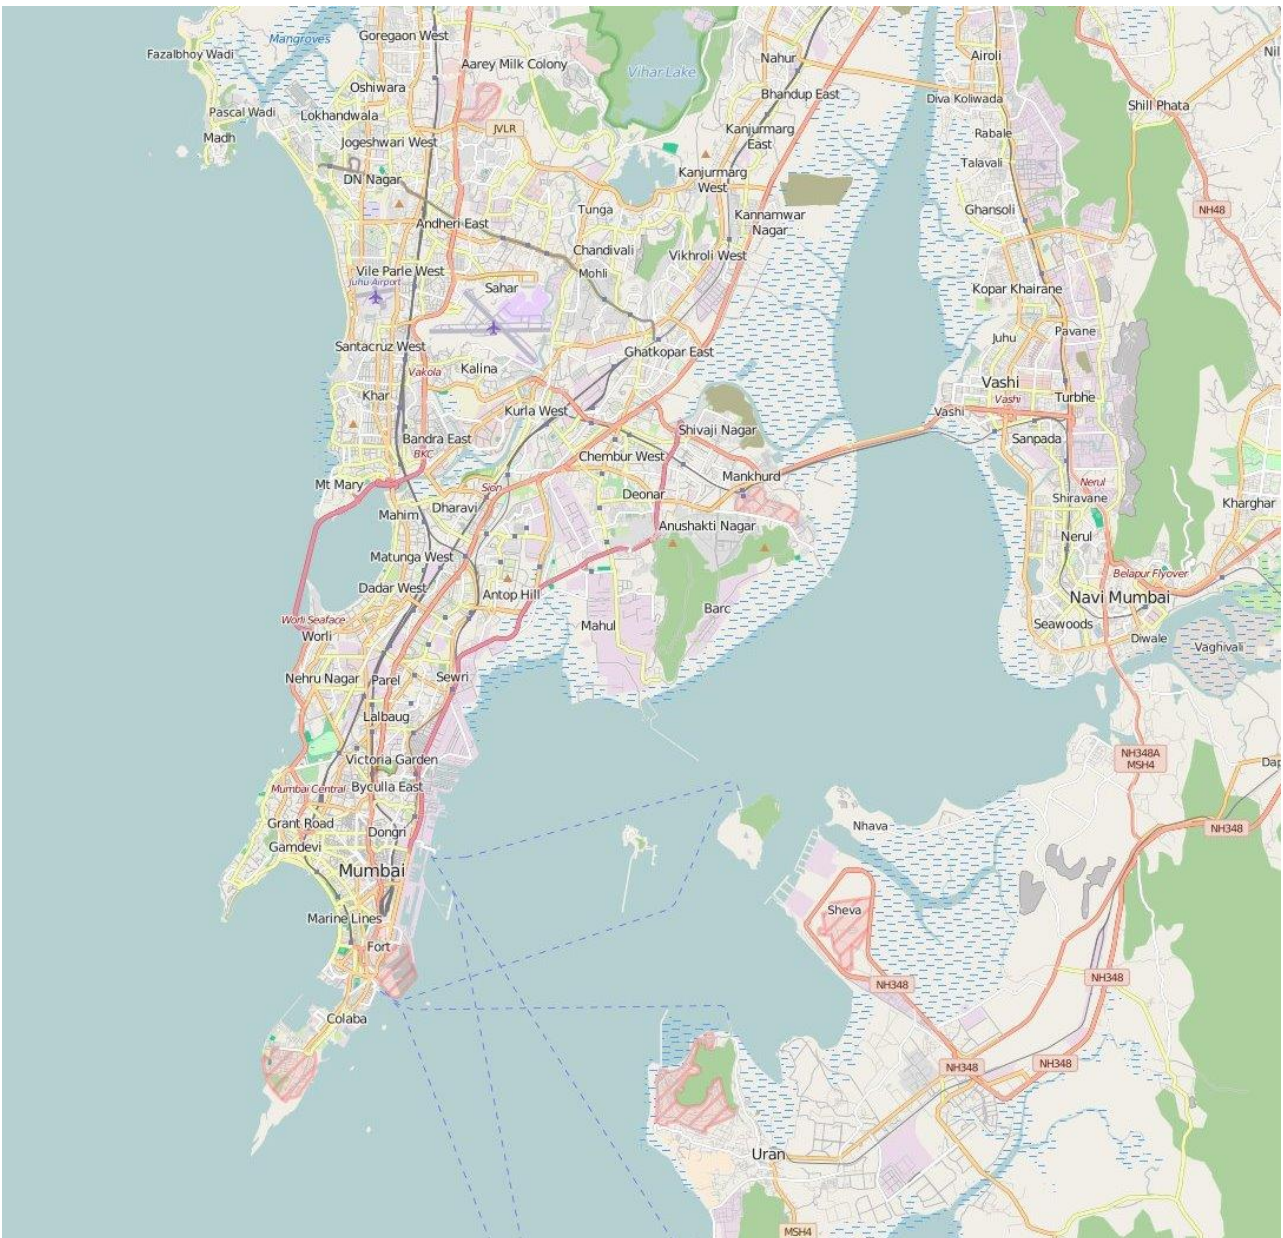 Goregaon West
Mangroves
Fazalbhoy Wadi
Aarey Milk Colony
Vihar Lake
Nahur
Airoli
Oshiwara
Bhandup East
Diva Koliwada
Shill Phata
Pascal Wadi
Lokhandwala
Madh
JVLR
Jogeshwari West
Kanjurmarg
East
Rabale
Talavali
DN Nagar
Kanjurmarg
West
Tunga
Kannamwar
Nagar
Ghansoli
NH48
Andheri East
Chandivali
Vikhroli West
Vile Parle West
Juhu Airport
Mohli
Sahar
Kopar Khairane
Pavane
Juhu
Santacruz West
Ghatkopar East
Vakola
Kalina
Vashi
Khar
Turbhe
Vashi
Vashi
Kurla West
Shivaji Nagar
Bandra East
BKC
Sanpada
Chembur West
Mankhurd
Nerul
Mt Mary
Sion
Deonar
Shiravane
Kharghar
Dharavi
Mahim
Anushakti Nagar
Nerul
Matunga West
Belapur Flyover
Dadar West
Antop Hill
Navi Mumbai
Barc
Worli Seaface
Mahul
Seawoods
Worli
Diwale
Vaghivali
Nehru Nagar
Parel
Sewri
Lalbaug
Victoria Garden
NH348A
MSH4
Mumbai Central
Byculla East
Grant Road
Dongri
Nhava
NH348
Gamdevi
Mumbai
Marine Lines
Sheva
Fort
NH348
NH348
Colaba
NH348
NH348
Uran
MSH4